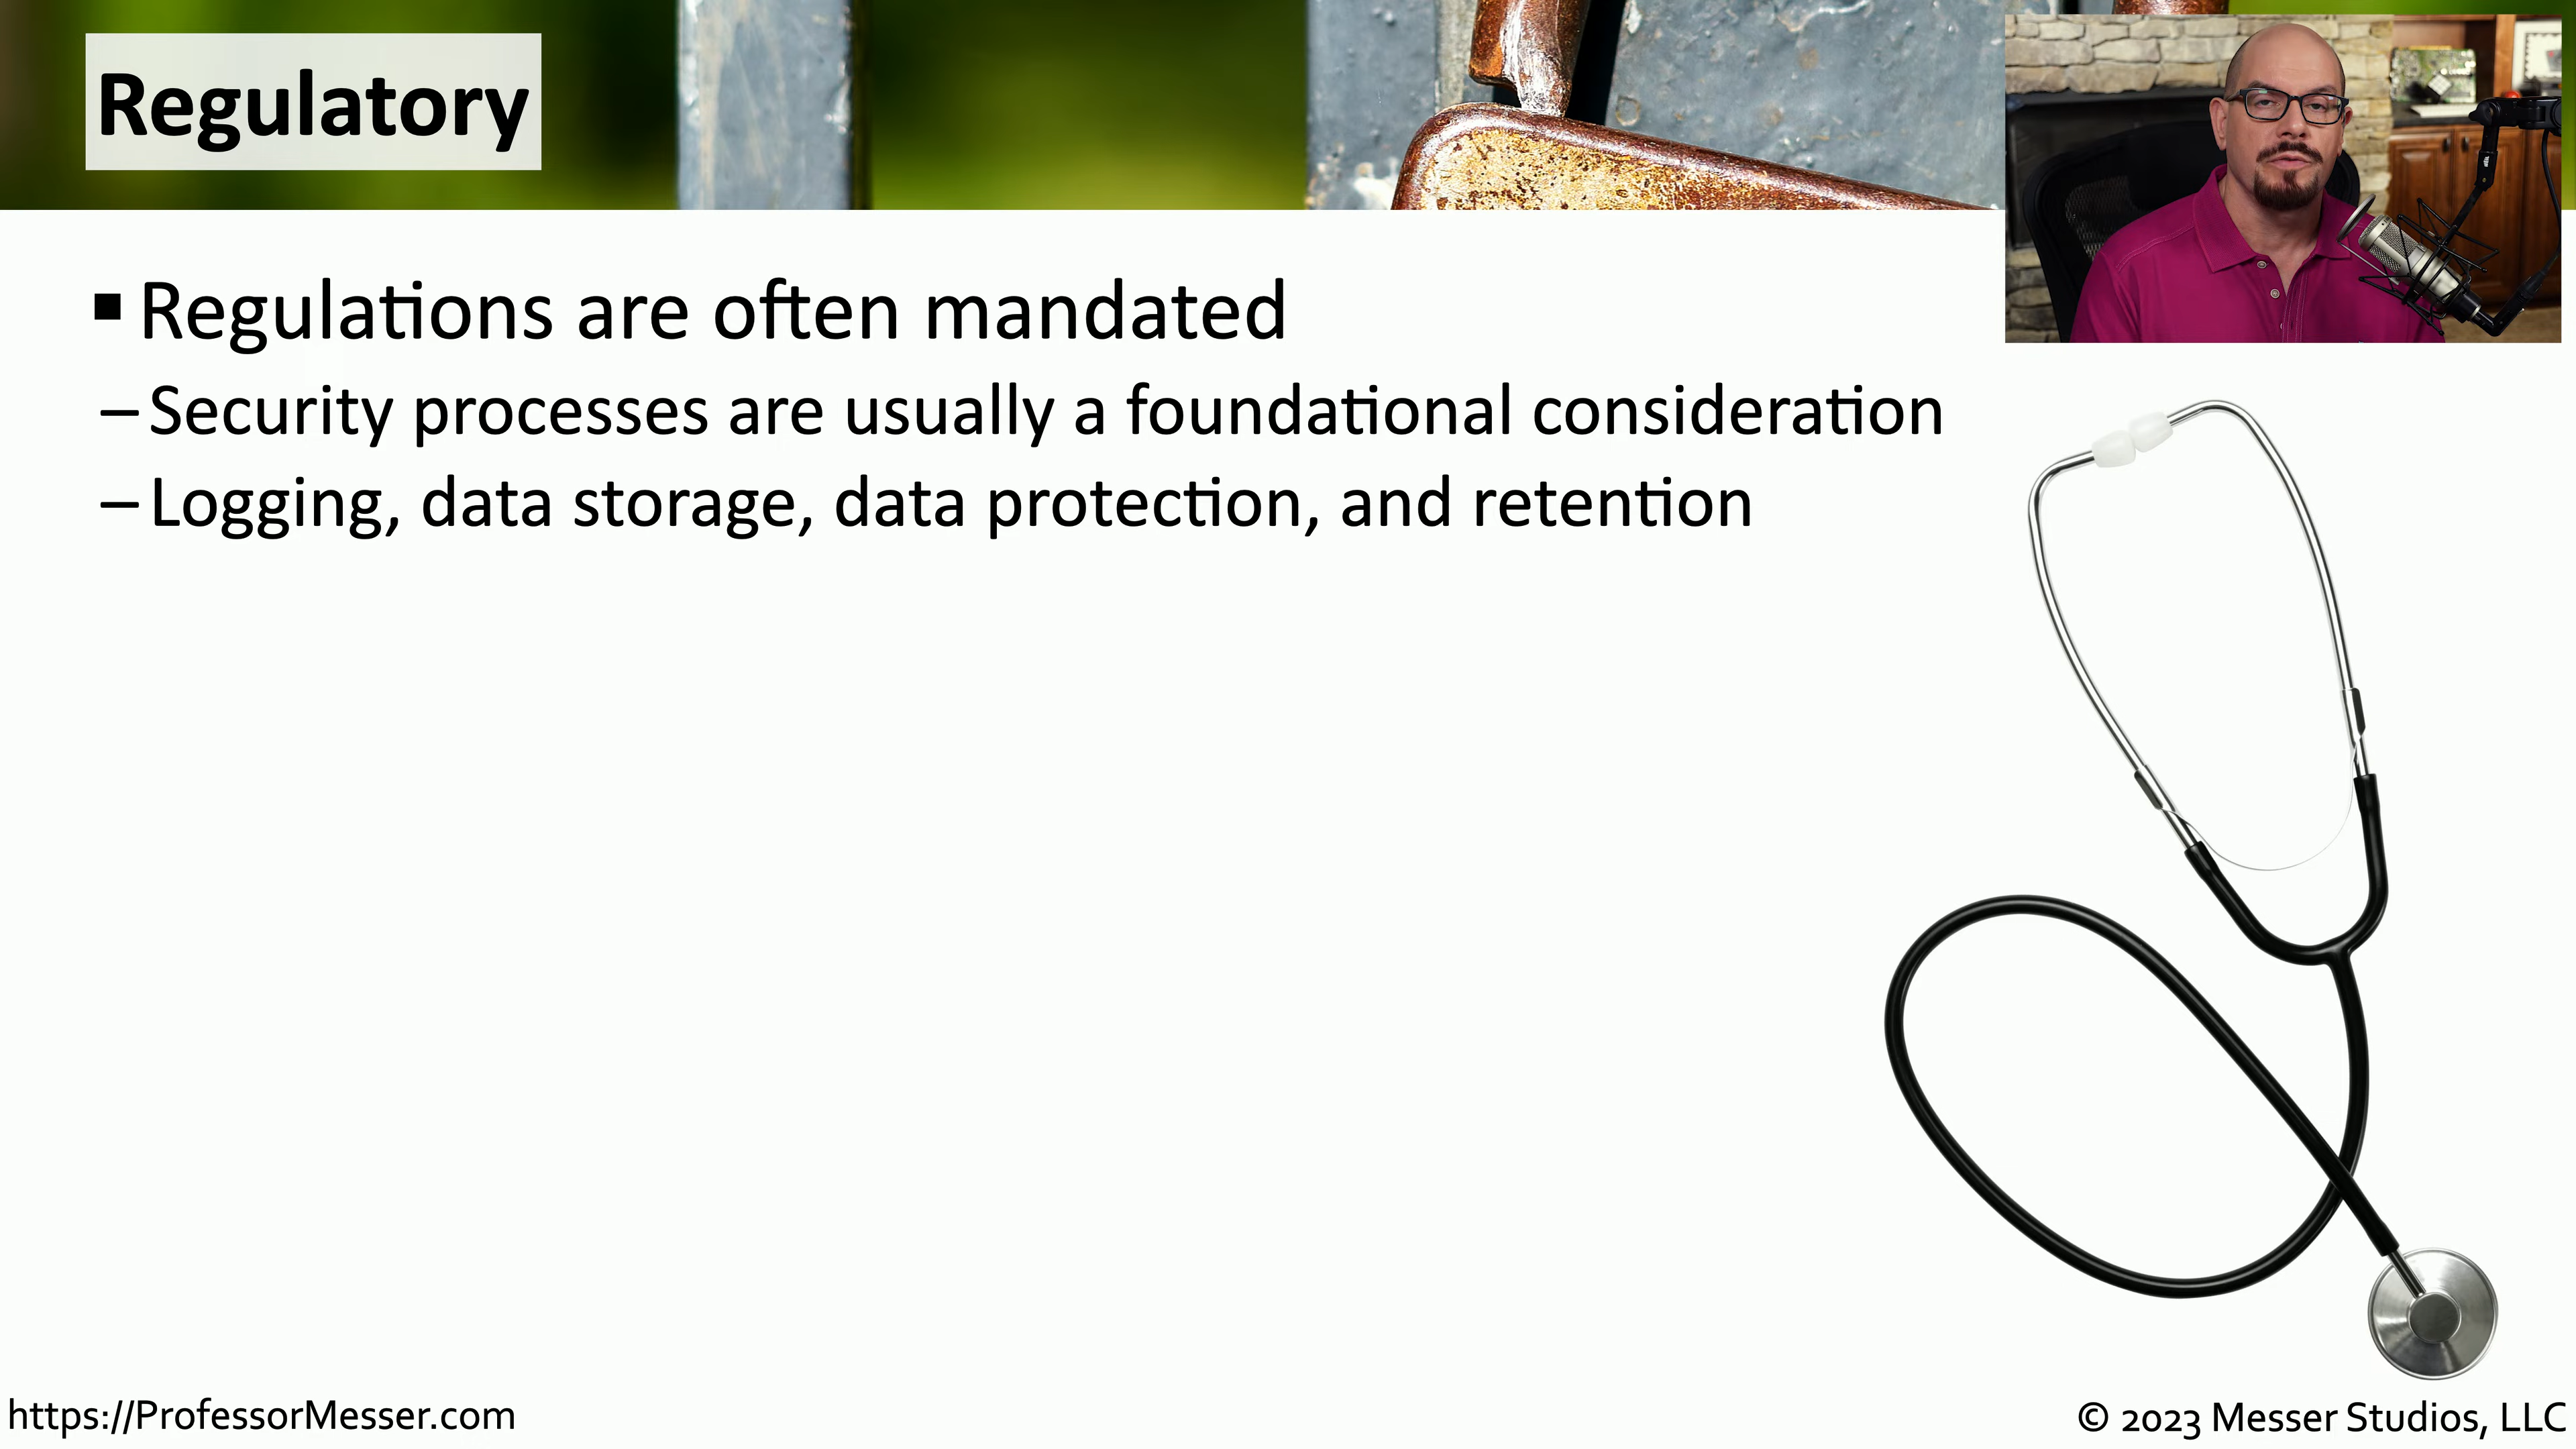 Regulatory
▪ Regulations are often mandated
– Security processes are usually a foundational consideration
– Logging, data storage, data protection, and retention
https://ProfessorMesser.com
© 2023 Messer Studios, LLC